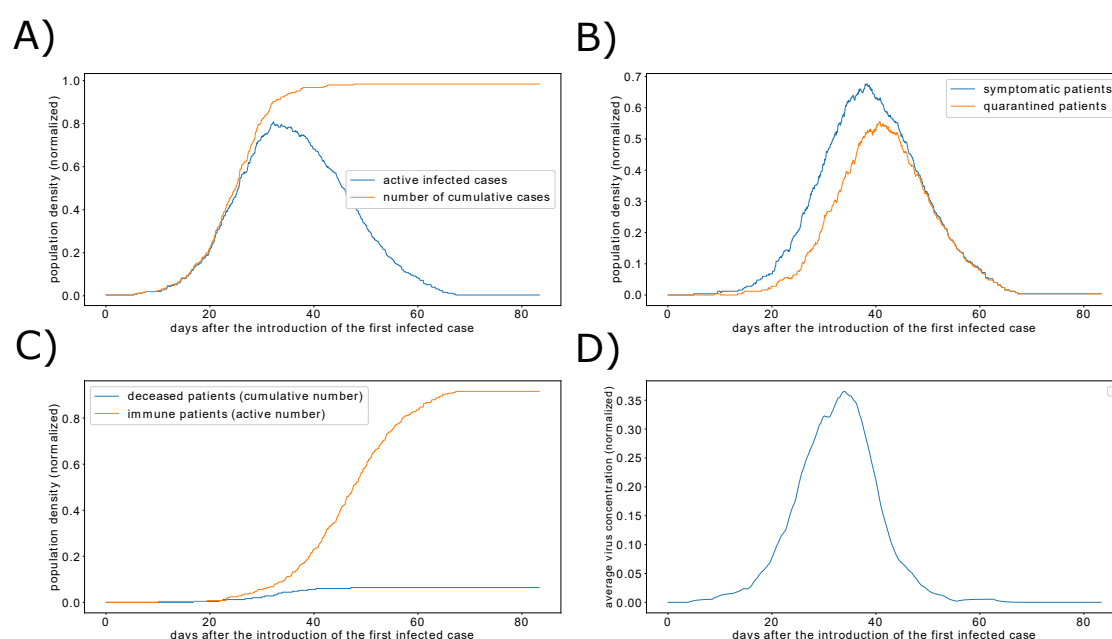 A)
population density (normalized)
1.0
0.8
0.6
0.4
0.2
0.0
active infected cases
number of cumulative cases
0 20 40 60 80
days after the introduction of the first infected case
B)
population density (normalized)
0.7
0.6
0.5
0.4
0.3
0.2
0.1
0.0
symptomatic patients
quarantined patients
0 20 40 60 80
days after the introduction of the first infected case
C)
population density (normalized)
0.8
0.6
0.4
0.2
0.0
deceased patients (cumulative number)
immune patients (active number)
0 20 40 60 80
days after the introduction of the first infected case
D)
average virus concentration (normalized)
0.35
0.30
0.25
0.20
0.15
0.10
0.05
0.00
0 20 40 60 80
days after the introduction of the first infected case